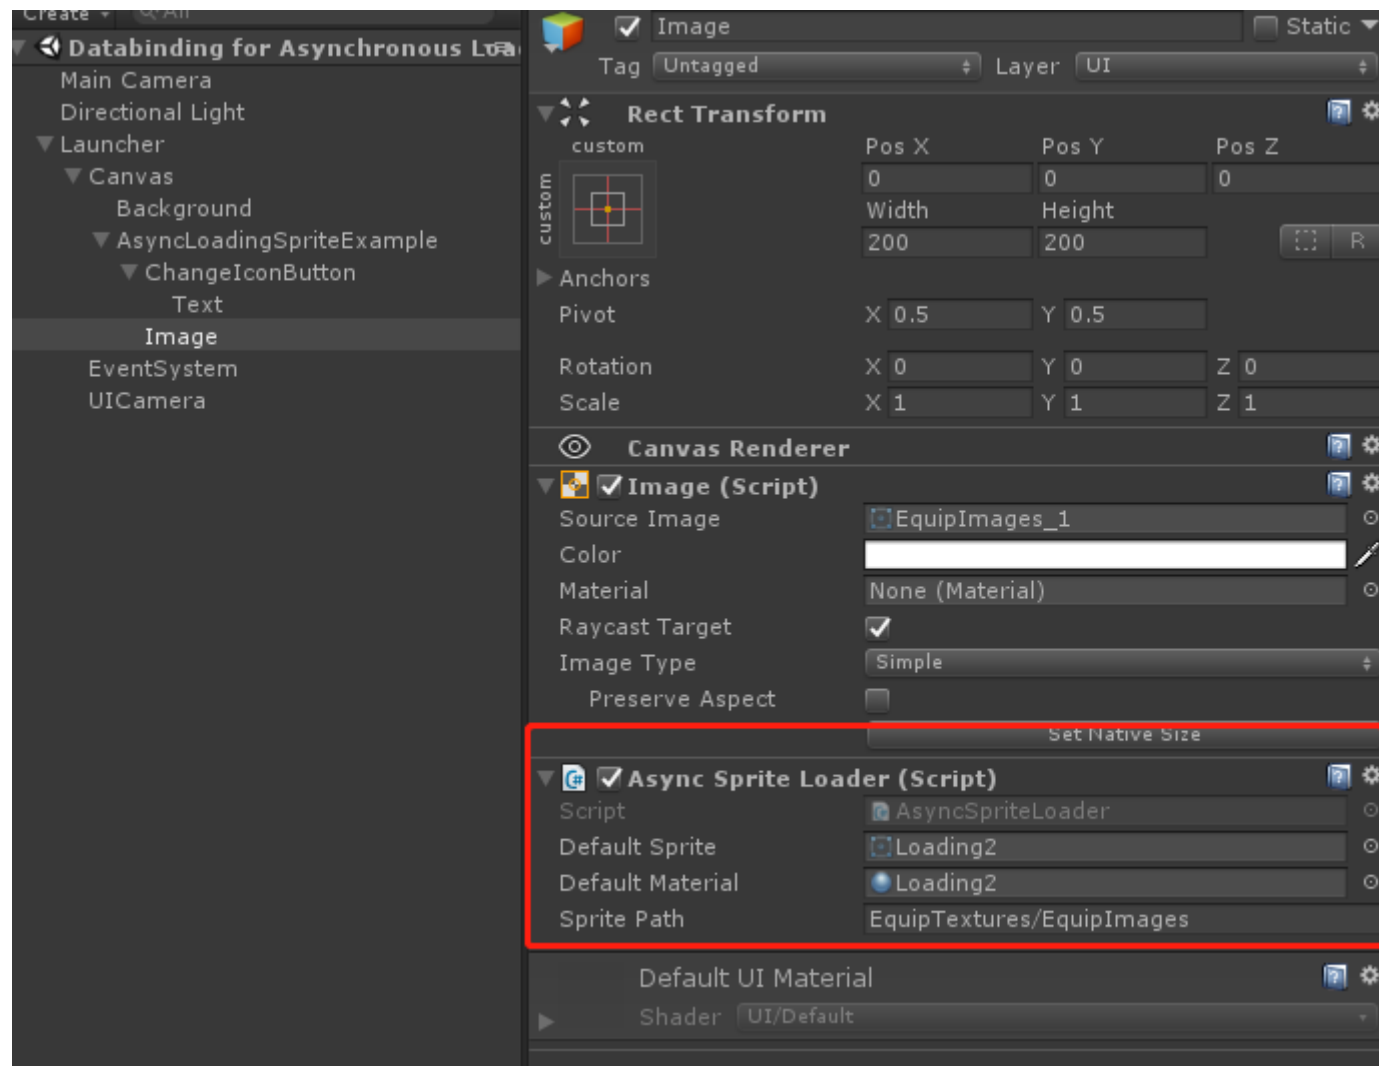 Create All
Databinding for Asynchronous Loa
Main Camera
Directional Light
Launcher
Canvas
Background
AsyncLoadingSpriteExample
ChangeIconButton
Text
Image
EventSystem
UICamera
Image Static
Tag Untagged Layer UI
Rect Transform
custom Pos X Pos Y Pos Z
custom
0 0 0
Width Height
200 200 R
Anchors
Pivot X 0.5 Y 0.5
Rotation X 0 Y 0 Z 0
Scale X 1 Y 1 Z 1
Canvas Renderer
Image (Script)
Source Image EquipImages_1
Color
Material None (Material)
Raycast Target
Image Type Simple
Preserve Aspect
Set Native Size
Async Sprite Loader (Script)
Script AsyncSpriteLoader
Default Sprite Loading2
Default Material Loading2
Sprite Path EquipTextures/EquipImages
Default UI Material
Shader UI/Default